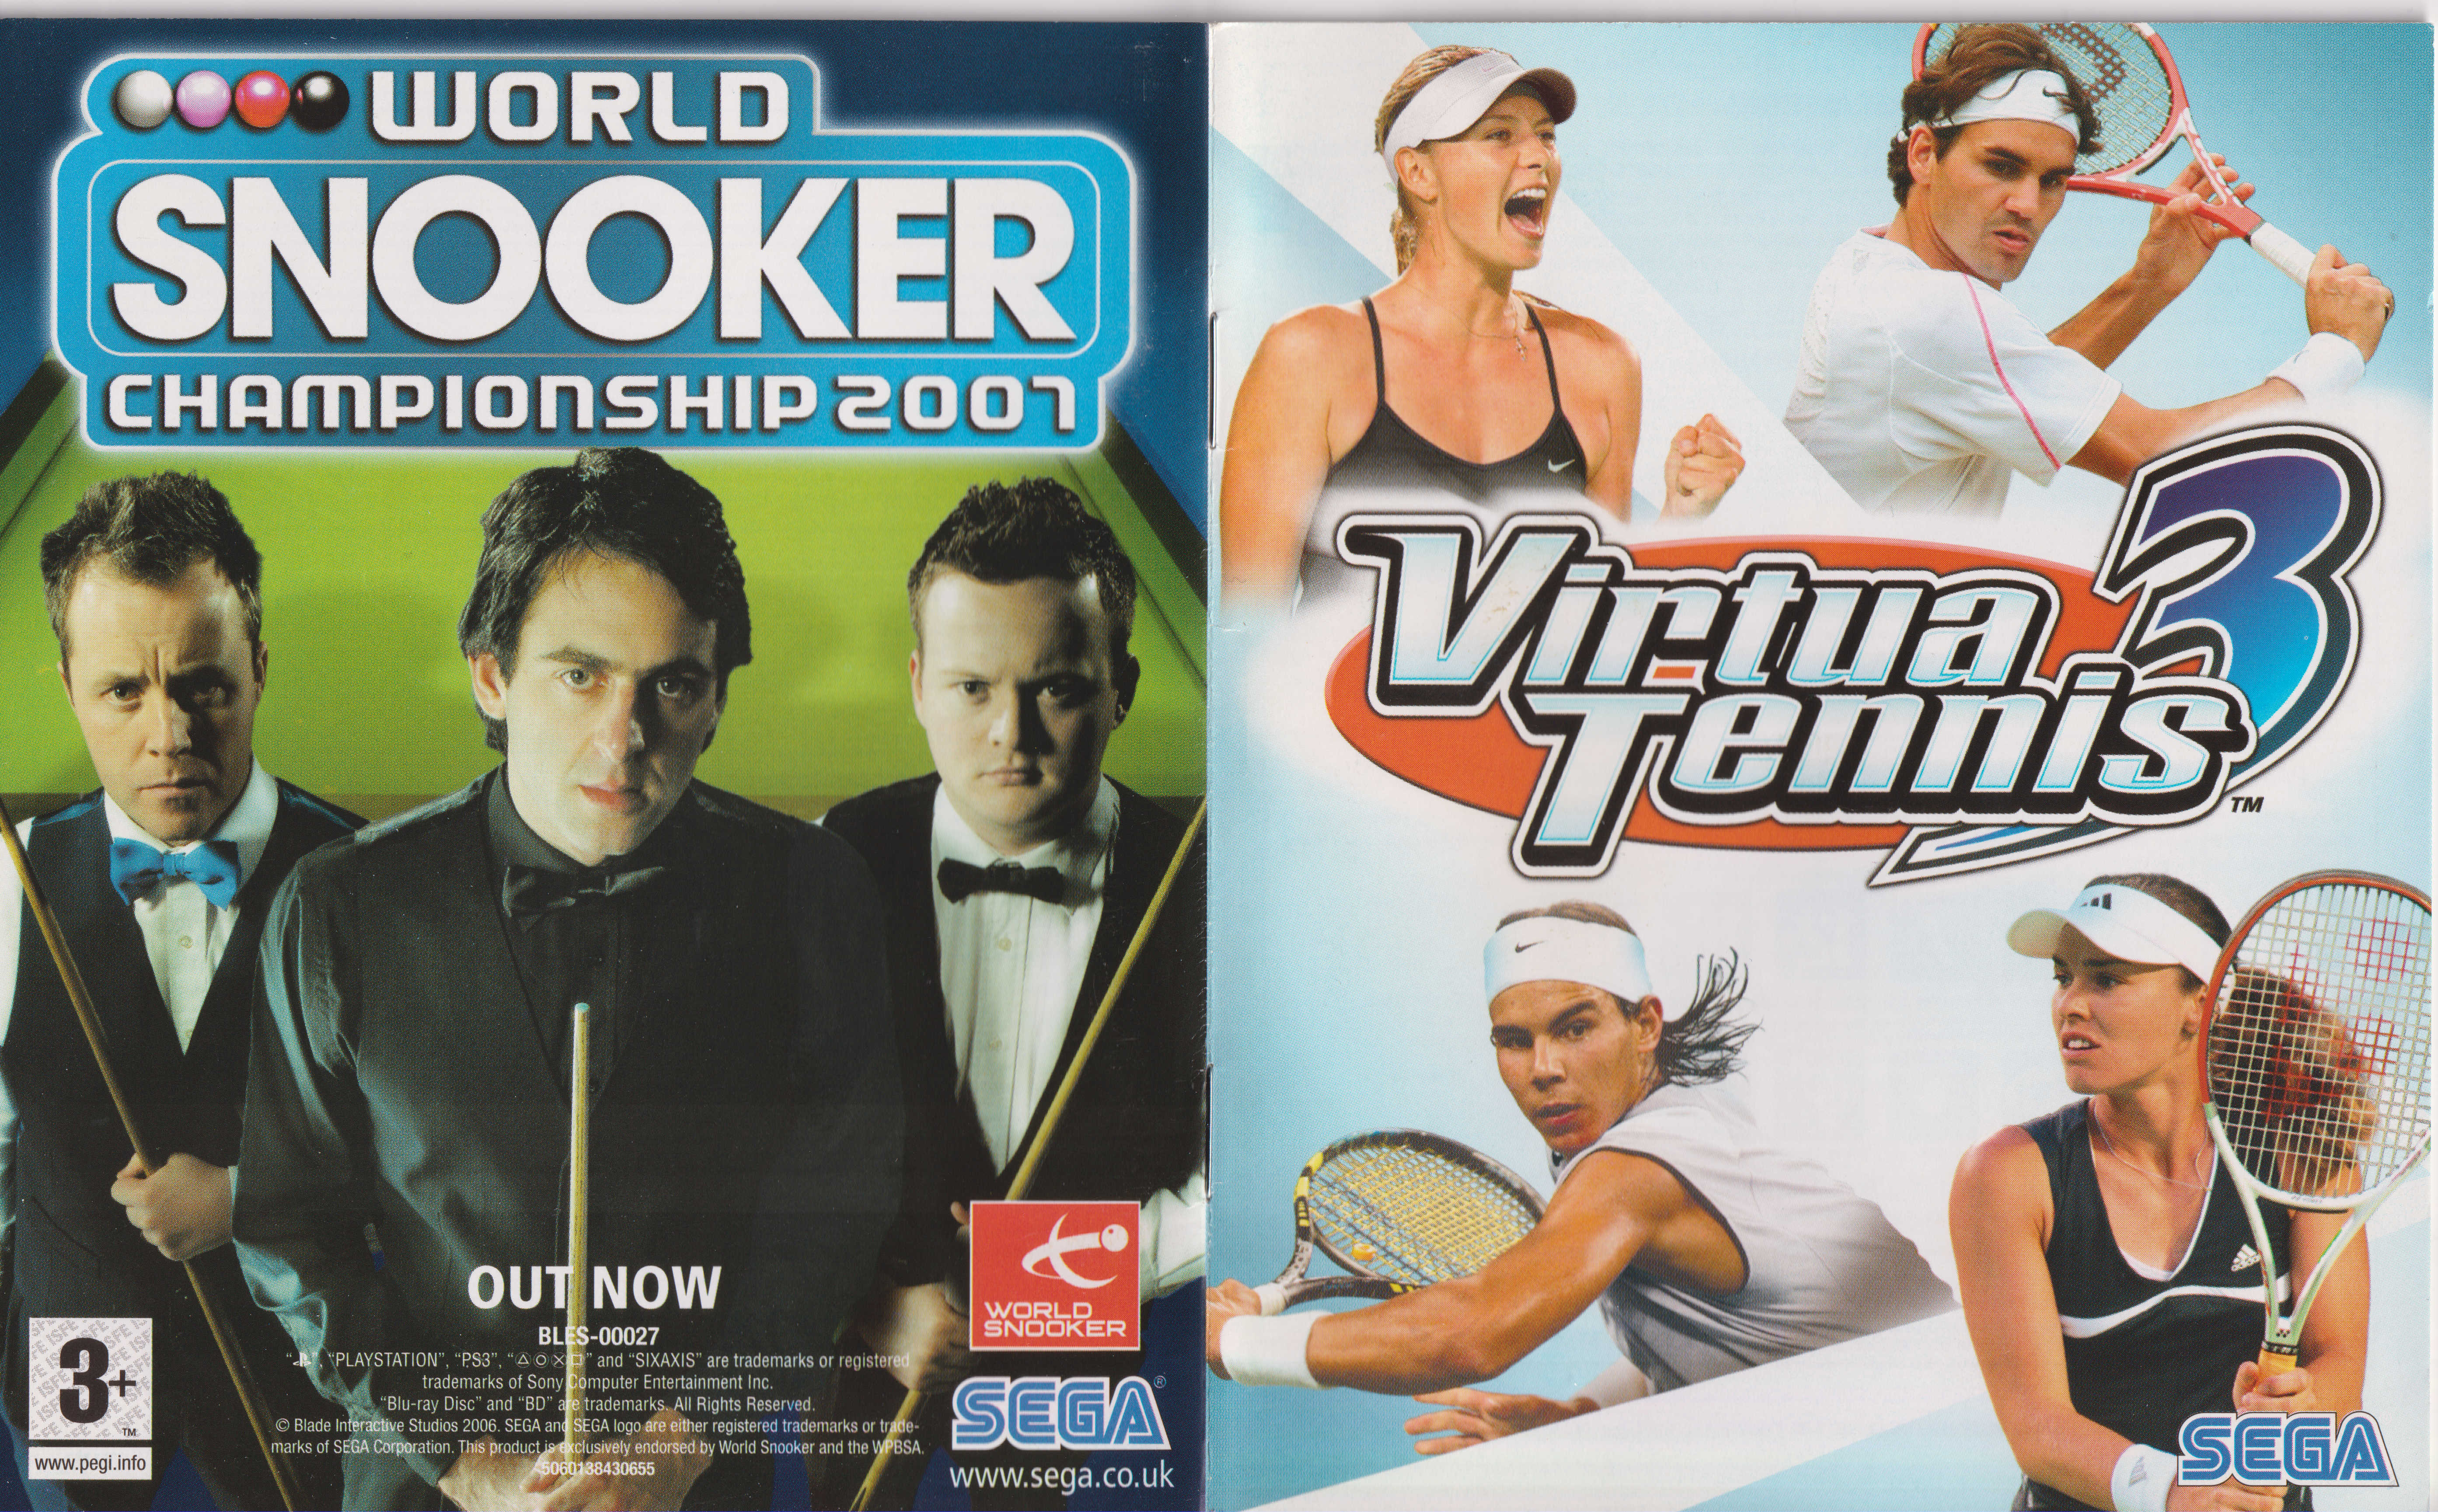 WORLD
SNOOKER
CHAMPIONSHIP 2007
OUT NOW
BLES-00027
“ ”, “PLAYSTATION”, “PS3”, “△○×□” and “SIXAXIS” are trademarks or registered
trademarks of Sony Computer Entertainment Inc.
“Blu-ray Disc” and “BD” are trademarks. All Rights Reserved.
© Blade Interactive Studios 2006. SEGA and SEGA logo are either registered trademarks or trade-
marks of SEGA Corporation. This product is exclusively endorsed by World Snooker and the WPBSA.
5060138430655
3+
™
www.pegi.info
WORLD
SNOOKER
SEGA®
www.sega.co.uk
Virtua
Tennis 3
™
SEGA